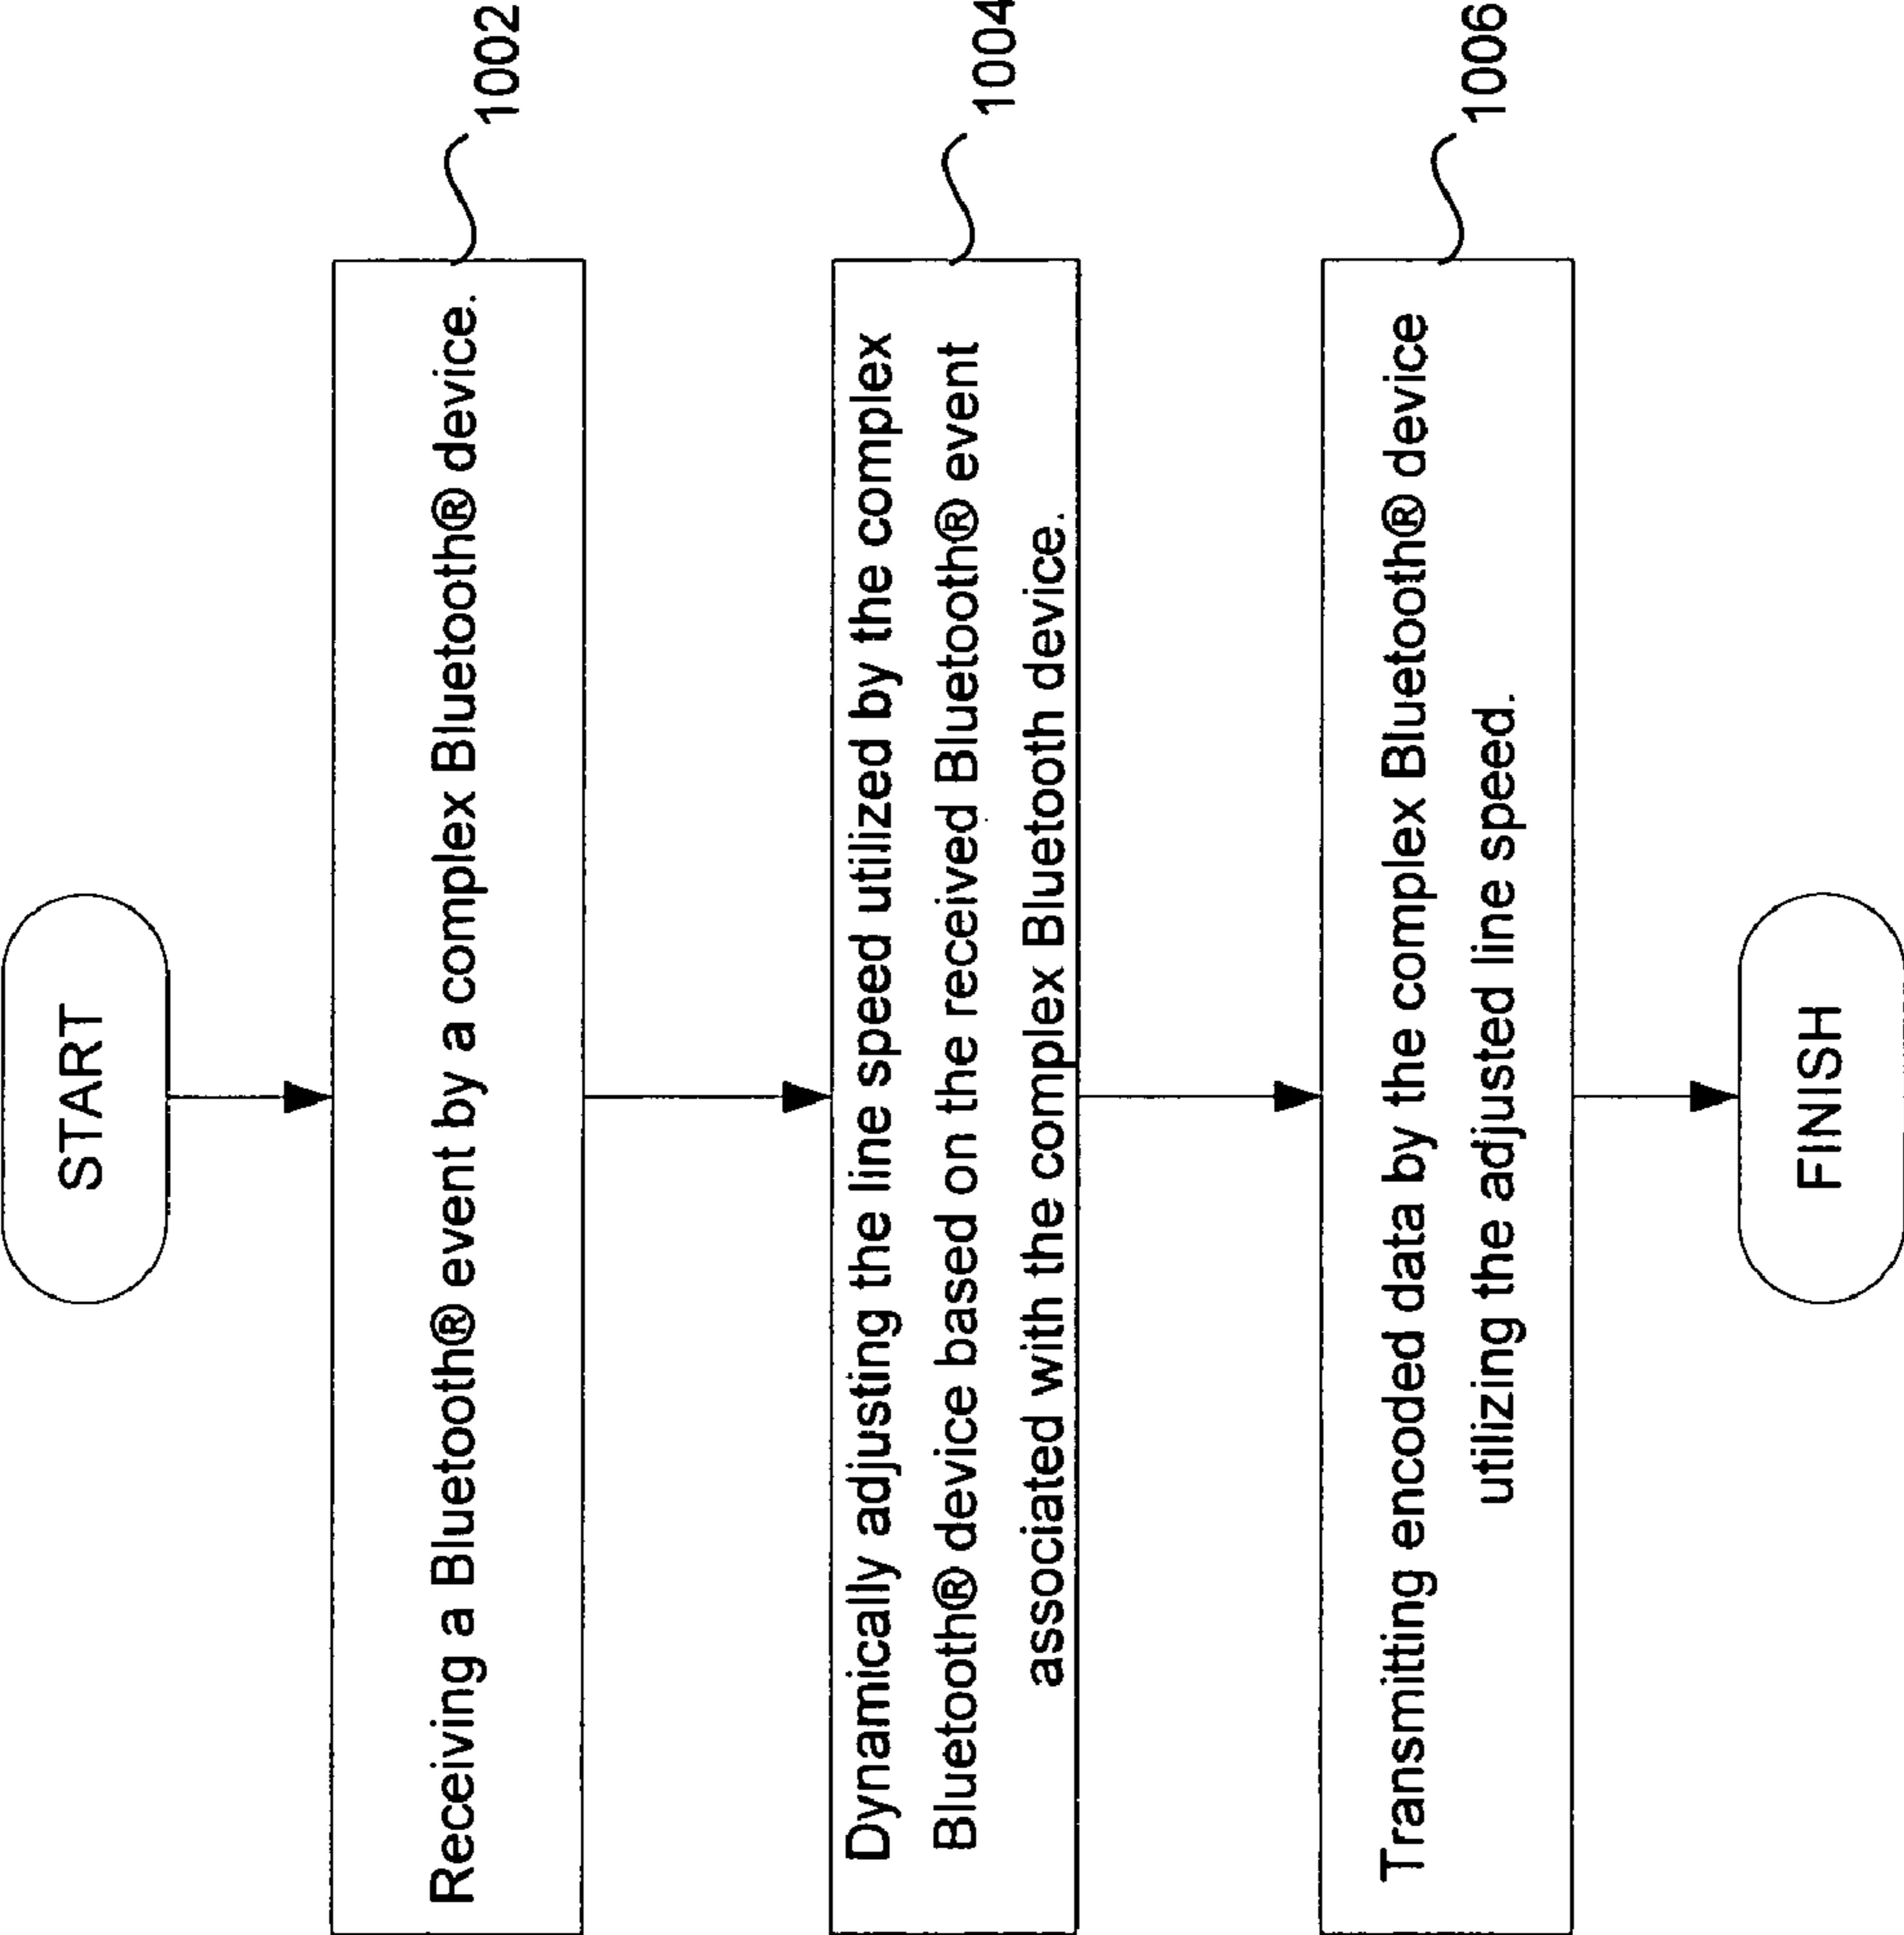 START
Receiving a Bluetooth® event by a complex Bluetooth® device.
1002
Dynamically adjusting the line speed utilized by the complex
Bluetooth® device based on the received Bluetooth® event
associated with the complex Bluetooth device.
1004
Transmitting encoded data by the complex Bluetooth® device
utilizing the adjusted line speed.
1006
FINISH